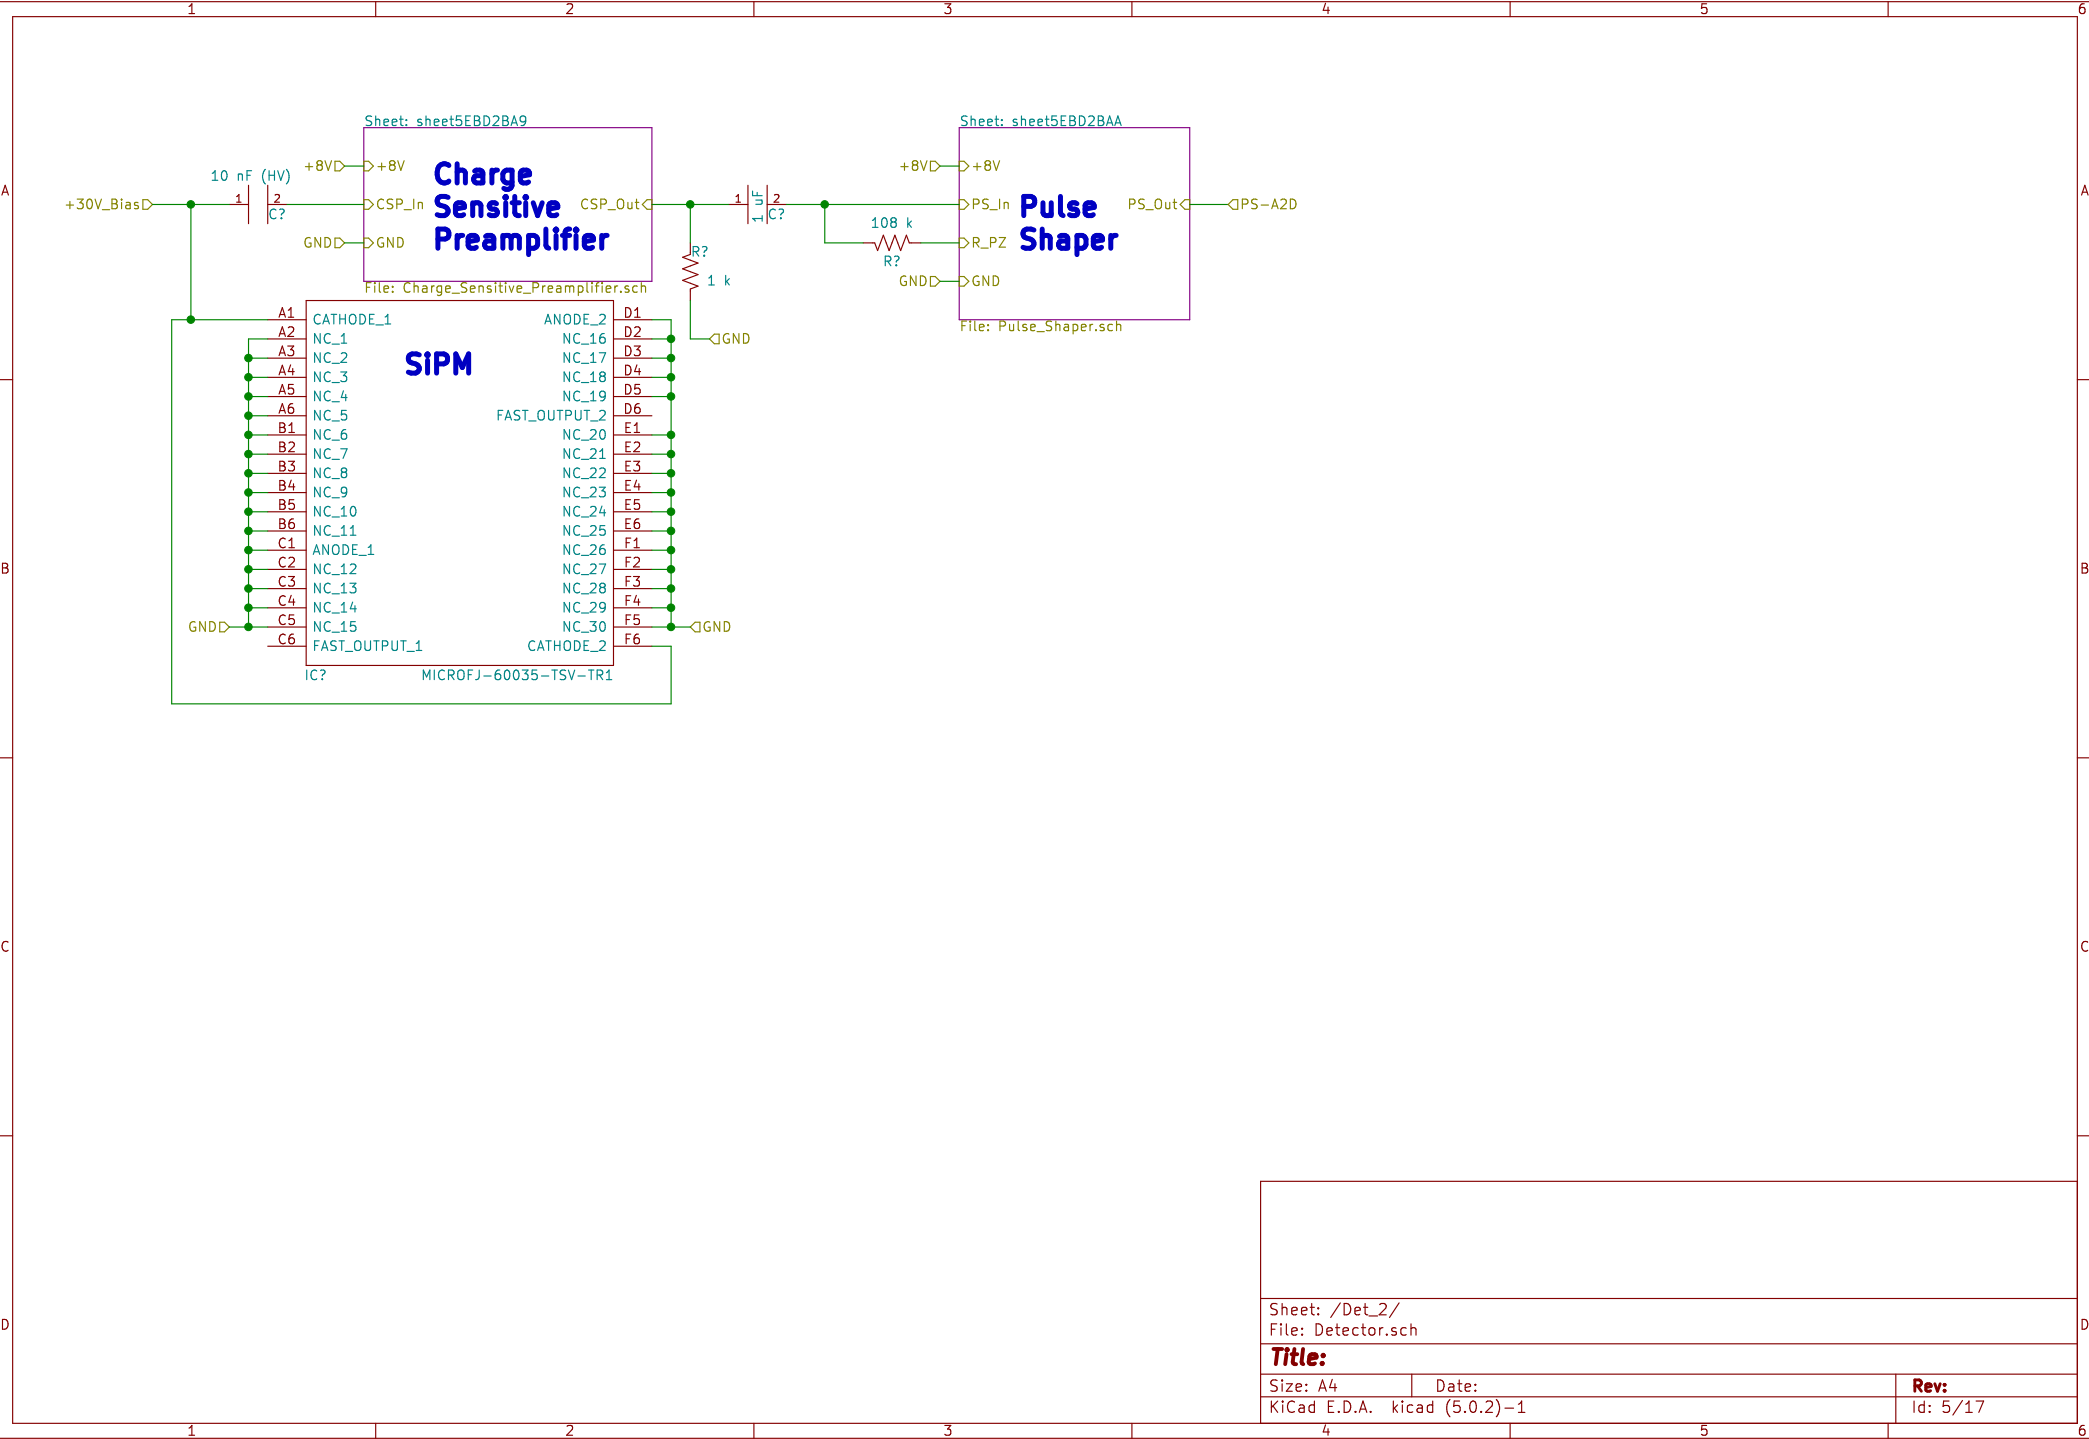 1 2 3 4 5 6
A A
B B
C C
D D
Sheet: sheet5EBD2BA9
+8V +8V
Charge
Sensitive
Preamplifier
10 nF (HV)
+30V_Bias
1 2
C?
CSP_In CSP_Out
GND GND
File: Charge_Sensitive_Preamplifier.sch
1 2
1 uF
C?
R?
1 k
GND
108 k
R?
Sheet: sheet5EBD2BAA
+8V +8V
Pulse
Shaper
PS_In PS_Out PS-A2D
R_PZ
GND GND
File: Pulse_Shaper.sch
SiPM
A1 CATHODE_1 ANODE_2 D1
A2 NC_1 NC_16 D2
A3 NC_2 NC_17 D3
A4 NC_3 NC_18 D4
A5 NC_4 NC_19 D5
A6 NC_5 FAST_OUTPUT_2 D6
B1 NC_6 NC_20 E1
B2 NC_7 NC_21 E2
B3 NC_8 NC_22 E3
B4 NC_9 NC_23 E4
B5 NC_10 NC_24 E5
B6 NC_11 NC_25 E6
C1 ANODE_1 NC_26 F1
C2 NC_12 NC_27 F2
C3 NC_13 NC_28 F3
C4 NC_14 NC_29 F4
GND C5 NC_15 NC_30 F5 GND
C6 FAST_OUTPUT_1 CATHODE_2 F6
IC? MICROFJ-60035-TSV-TR1
Sheet: /Det_2/
File: Detector.sch
Title:
Size: A4 Date: Rev:
KiCad E.D.A. kicad (5.0.2)-1 Id: 5/17
1 2 3 4 5 6